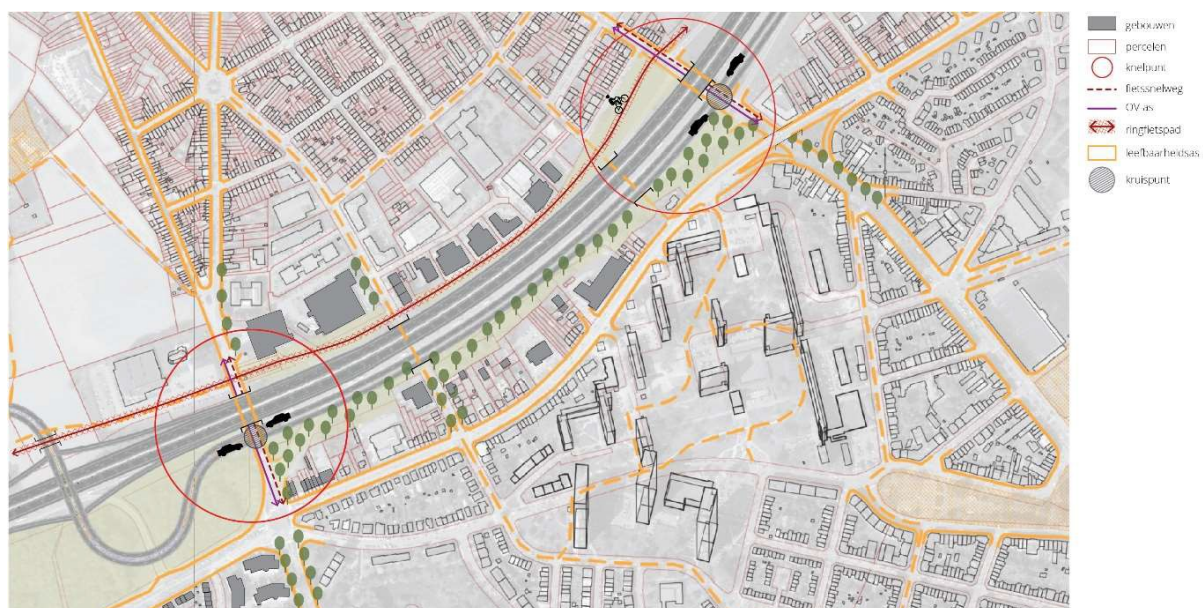 gebouwen
percelen
knelpunt
fietssnelweg
OV as
ringfietspad
leefbaarheidsas
kruispunt